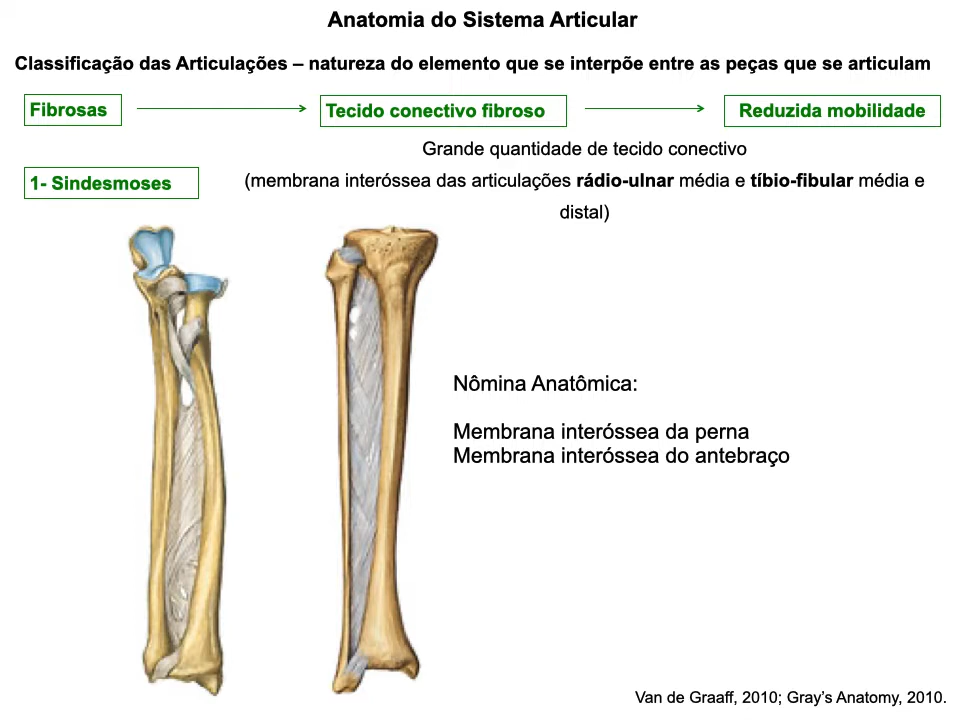 Anatomia do Sistema Articular
Classificação das Articulações – natureza do elemento que se interpõe entre as peças que se articulam
Fibrosas
Tecido conectivo fibroso
Reduzida mobilidade
Grande quantidade de tecido conectivo
1- Sindesmoses
(membrana interóssea das articulações rádio-ulnar média e tíbio-fibular média e
distal)
Nômina Anatômica:
Membrana interóssea da perna
Membrana interóssea do antebraço
Van de Graaff, 2010; Gray’s Anatomy, 2010.